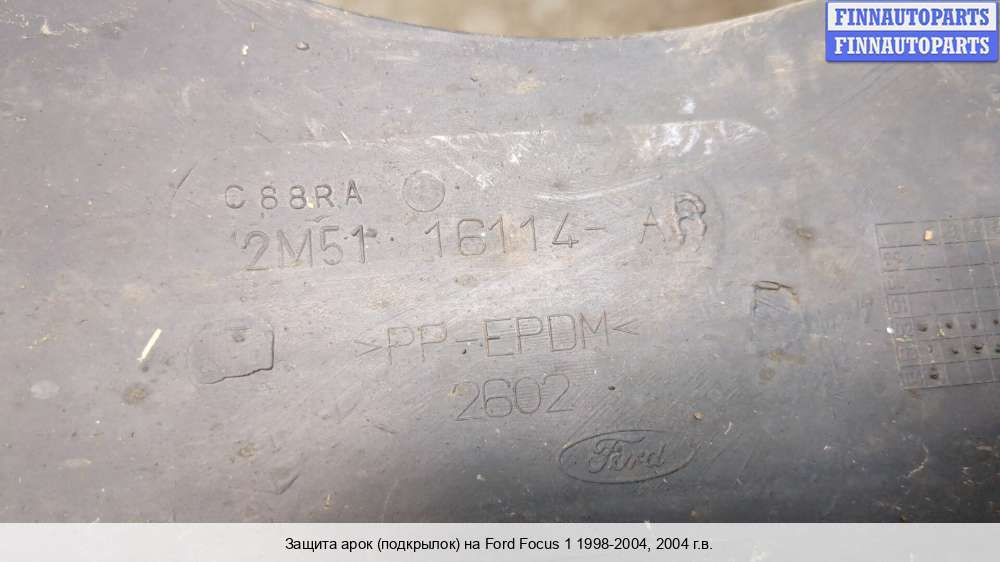 FINNAUTOPARTS
FINNAUTOPARTS
C88RA
2M51 16114-A
>PP-EPDM<
2602
Ford
Защита арок (подкрылок) на Ford Focus 1 1998-2004, 2004 г.в.